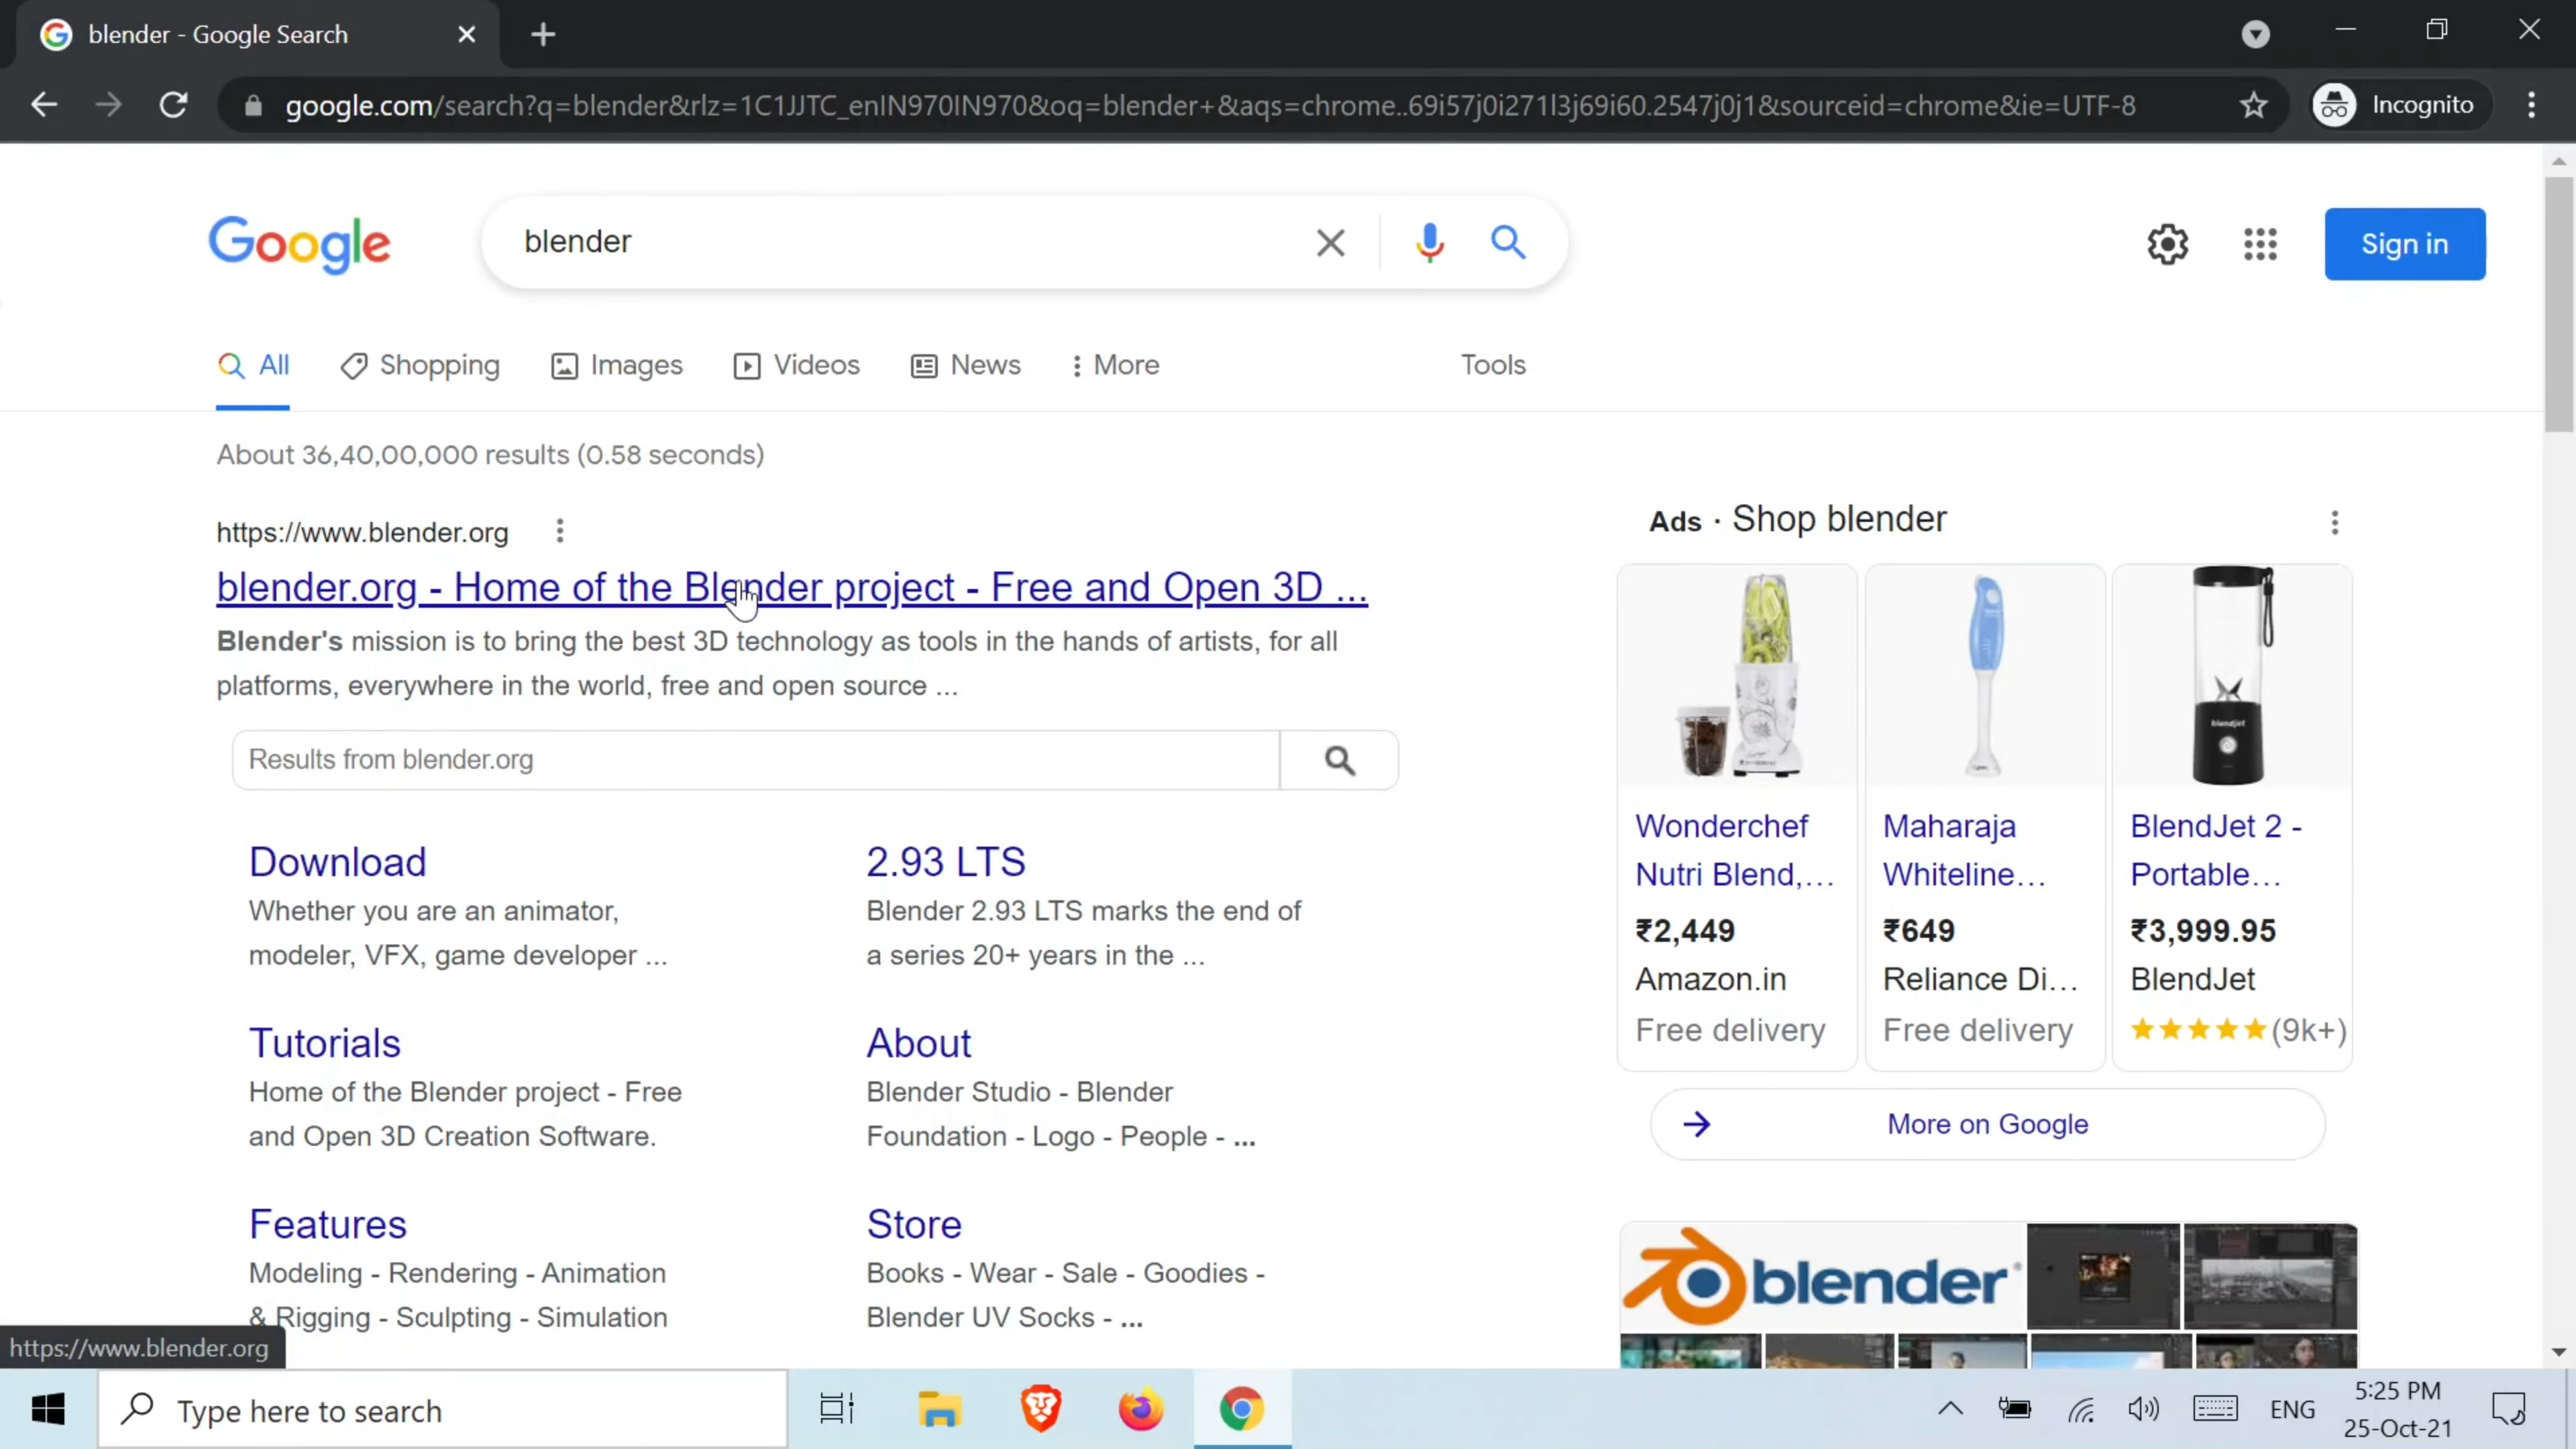 blender - Google Search
google.com/search?q=blender&rlz=1C1JJTC_enIN970IN970&oq=blender+&aqs=chrome..69i57j0i271l3j69i60.2547j0j1&sourceid=chrome&ie=UTF-8
Incognito
Google
blender
Sign in
All
Shopping
Images
Videos
News
More
Tools
About 36,40,00,000 results (0.58 seconds)
https://www.blender.org
blender.org - Home of the Blender project - Free and Open 3D ...
Blender's mission is to bring the best 3D technology as tools in the hands of artists, for all
platforms, everywhere in the world, free and open source ...
Results from blender.org
Download
Whether you are an animator,
modeler, VFX, game developer ...
2.93 LTS
Blender 2.93 LTS marks the end of
a series 20+ years in the ...
Tutorials
Home of the Blender project - Free
and Open 3D Creation Software.
About
Blender Studio - Blender
Foundation - Logo - People - ...
Features
Modeling - Rendering - Animation
& Rigging - Sculpting - Simulation
Store
Books - Wear - Sale - Goodies -
Blender UV Socks - ...
Ads · Shop blender
blendjet
Wonderchef
Nutri Blend,...
₹2,449
Amazon.in
Free delivery
Maharaja
Whiteline...
₹649
Reliance Di...
Free delivery
BlendJet 2 -
Portable...
₹3,999.95
BlendJet
(9k+)
More on Google
blender
https://www.blender.org
Type here to search
ENG
5:25 PM
25-Oct-21